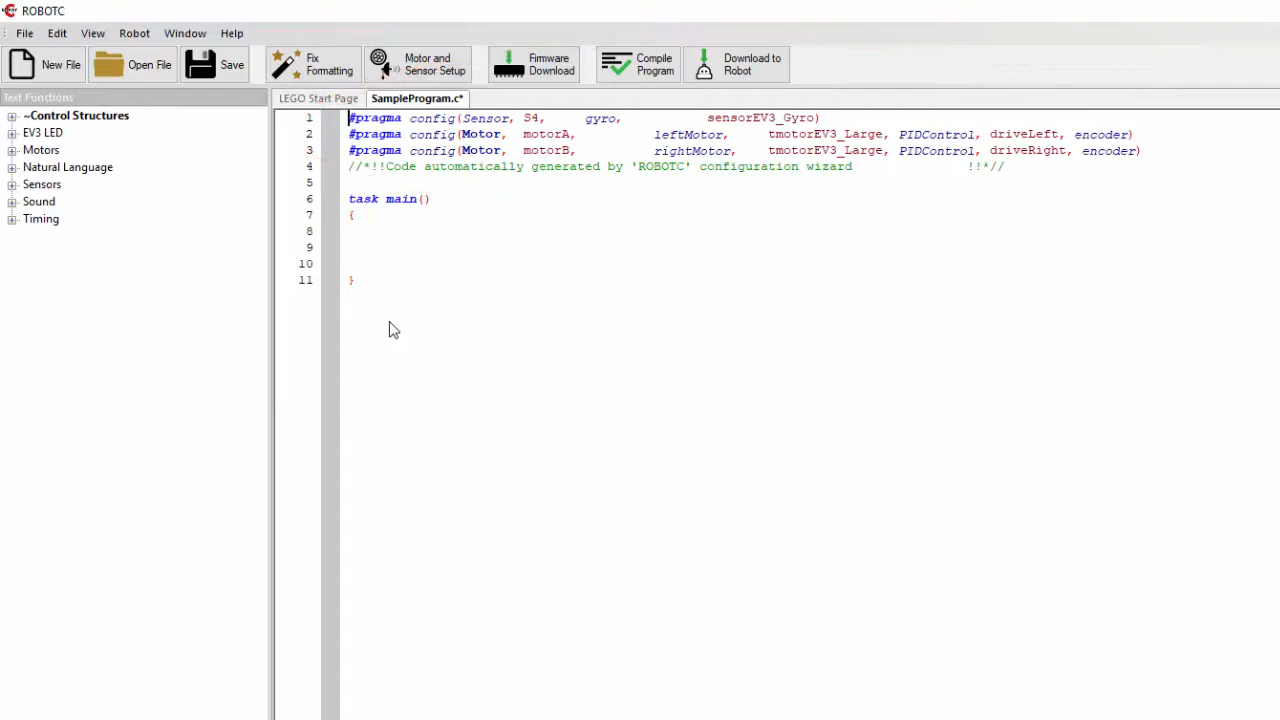 ROBOTC
File Edit View Robot Window Help
New File Open File Save Fix Formatting Motor and Sensor Setup Firmware Download Compile Program Download to Robot
Text Functions
~Control Structures
EV3 LED
Motors
Natural Language
Sensors
Sound
Timing
LEGO Start Page SampleProgram.c*
1 #pragma config(Sensor, S4, gyro, sensorEV3_Gyro)
2 #pragma config(Motor, motorA, leftMotor, tmotorEV3_Large, PIDControl, driveLeft, encoder)
3 #pragma config(Motor, motorB, rightMotor, tmotorEV3_Large, PIDControl, driveRight, encoder)
4 //*!!Code automatically generated by 'ROBOTC' configuration wizard !!*//
5
6 task main()
7 {
8
9
10
11 }